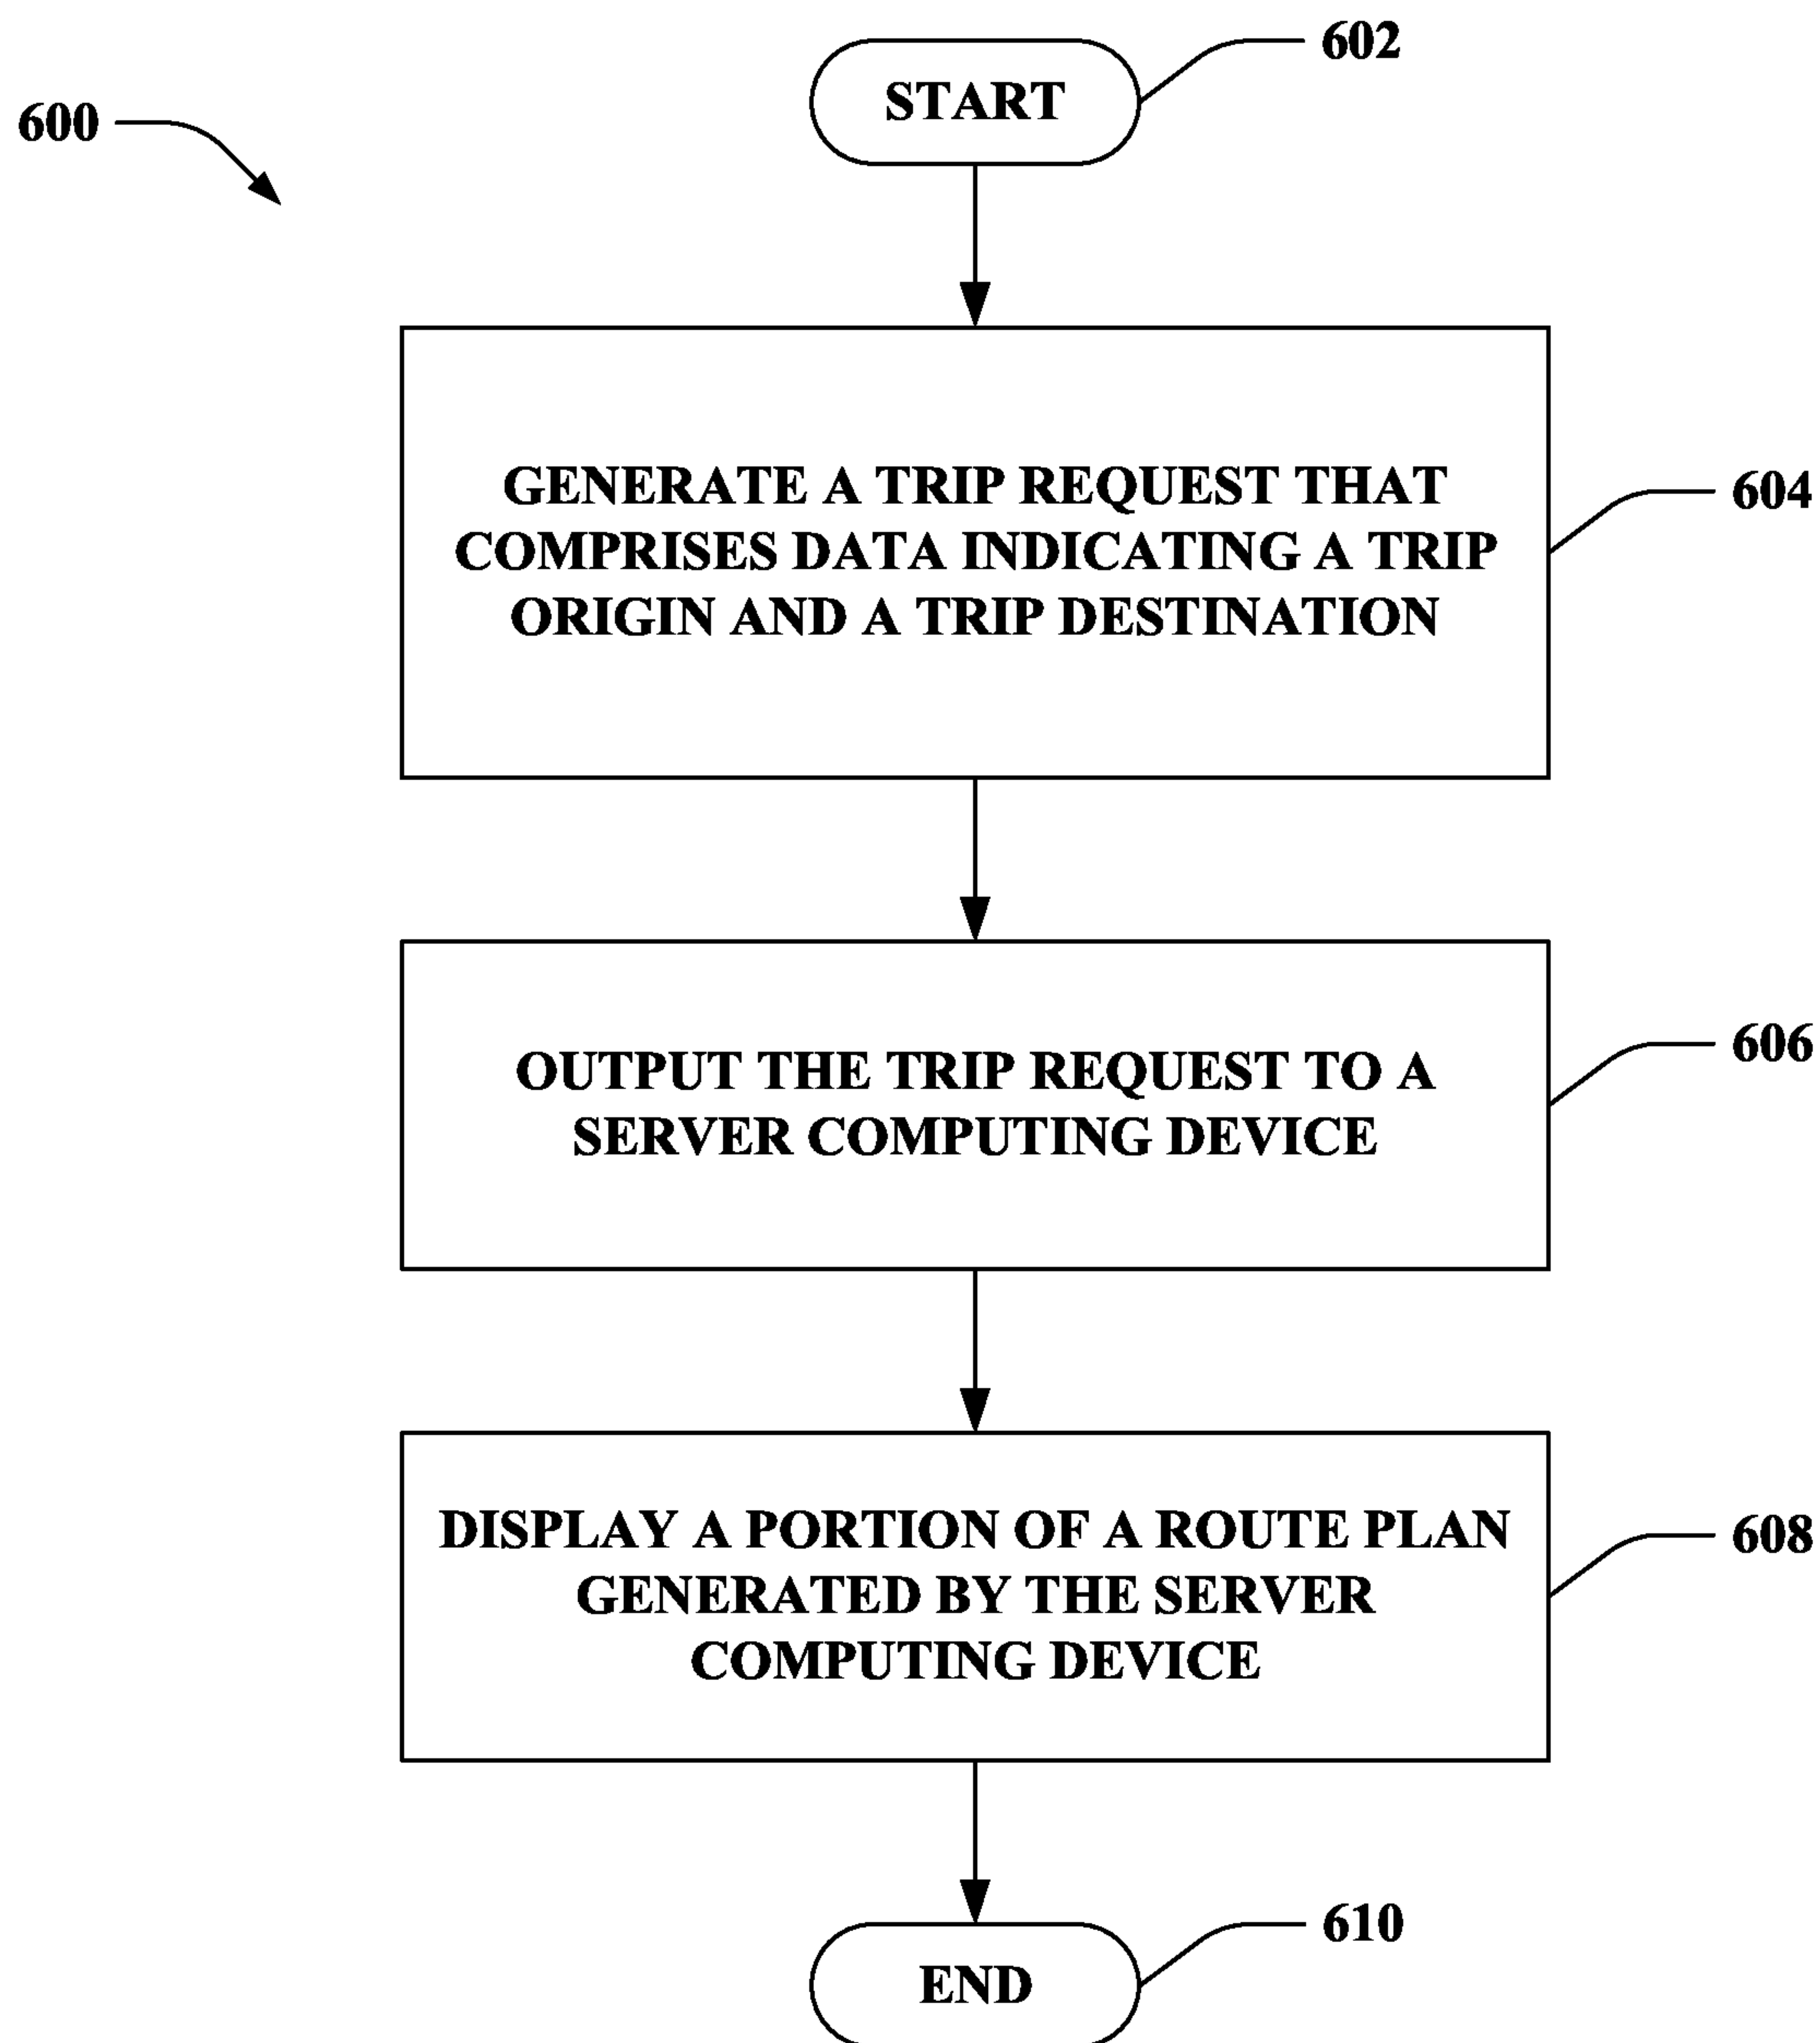 602
START
600
GENERATE A TRIP REQUEST THAT
COMPRISES DATA INDICATING A TRIP
ORIGIN AND A TRIP DESTINATION
604
OUTPUT THE TRIP REQUEST TO A
SERVER COMPUTING DEVICE
606
DISPLAY A PORTION OF A ROUTE PLAN
GENERATED BY THE SERVER
COMPUTING DEVICE
608
610
END